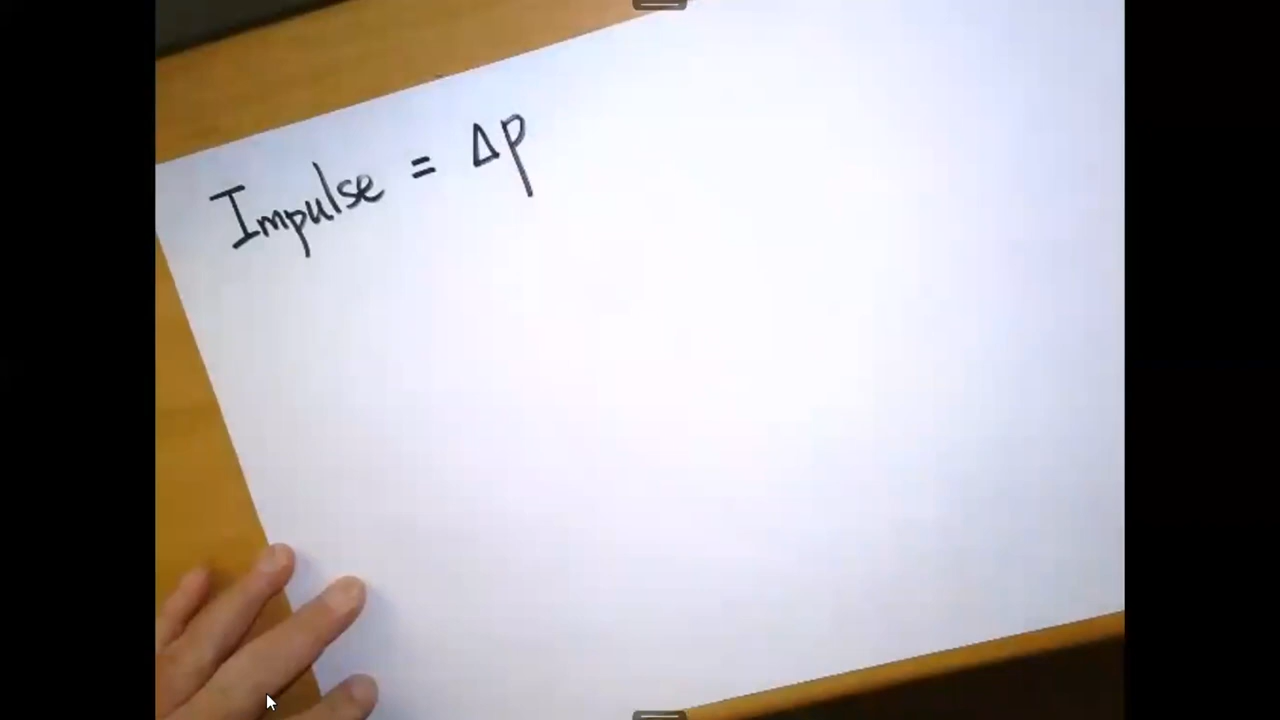 Impulse = Δp